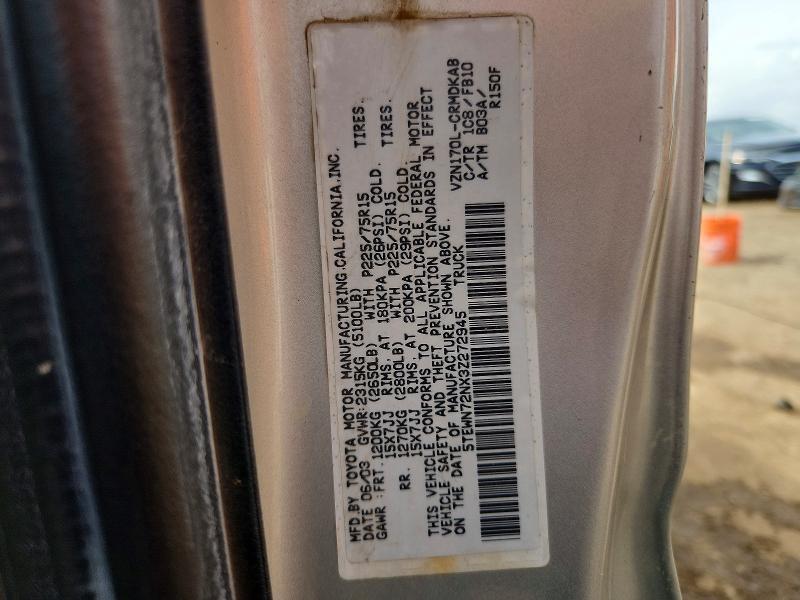 MFD.BY TOYOTA MOTOR MANUFACTURING.CALIFORNIA.INC.
DATE 06/03 GVWR:2315KG (5100LB)
GAWR :FRT.1200KG (2650LB) WITH P225/75R15 TIRES.
15X7JJ RIMS, AT 180KPA (26PSI) COLD.
RR. 1270KG (2800LB) WITH P225/75R15 TIRES.
15X7JJ RIMS, AT 200KPA (29PSI) COLD.
THIS VEHICLE CONFORMS TO ALL APPLICABLE FEDERAL MOTOR
VEHICLE SAFETY AND THEFT PREVENTION STANDARDS IN EFFECT
ON THE DATE OF MANUFACTURE SHOWN ABOVE.
5TEWN72NX3Z272945 TRUCK
VZN170L-CRMDKAB
C/TR 1C8/FB10
A/TM B03A/
R150F